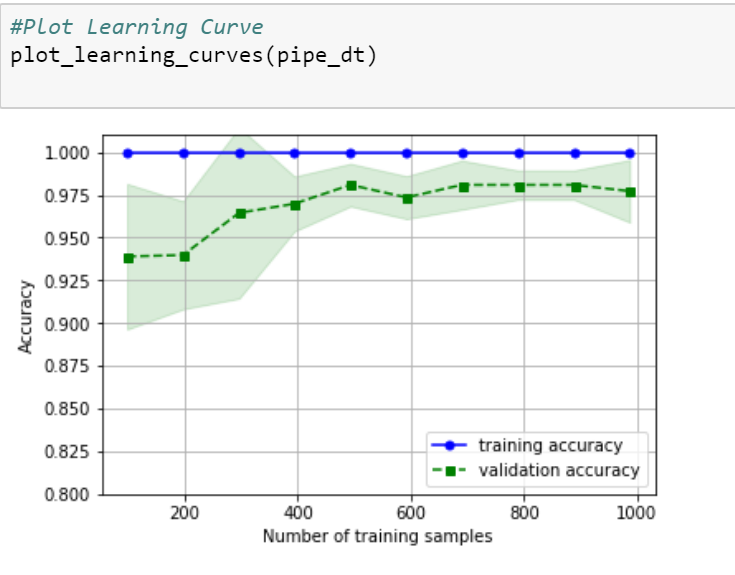 #Plot Learning Curve
plot_learning_curves(pipe_dt)
1.000
0.975
0.950
0.925
0.900
0.875
0.850
0.825
0.800
Accuracy
training accuracy
validation accuracy
200 400 600 800 1000
Number of training samples